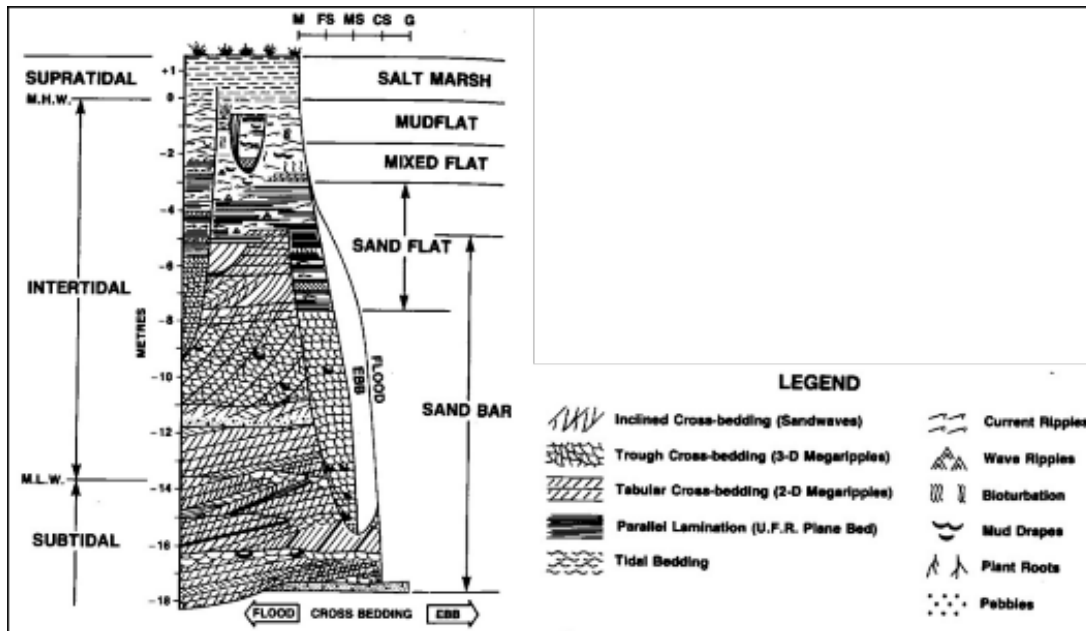 M FS MS CS G
SUPRATIDAL
M.H.W.
INTERTIDAL
M.L.W.
SUBTIDAL
METRES
+1
0
-2
-4
-6
-8
-10
-12
-14
-16
-18
SALT MARSH
MUDFLAT
MIXED FLAT
SAND FLAT
SAND BAR
EBB
FLOOD
FLOOD CROSS BEDDING EBB
LEGEND
Inclined Cross-bedding (Sandwaves)
Trough Cross-bedding (3-D Megaripples)
Tabular Cross-bedding (2-D Megaripples)
Parallel Lamination (U.F.R. Plane Bed)
Tidal Bedding
Current Ripples
Wave Ripples
Bioturbation
Mud Drapes
Plant Roots
Pebbles